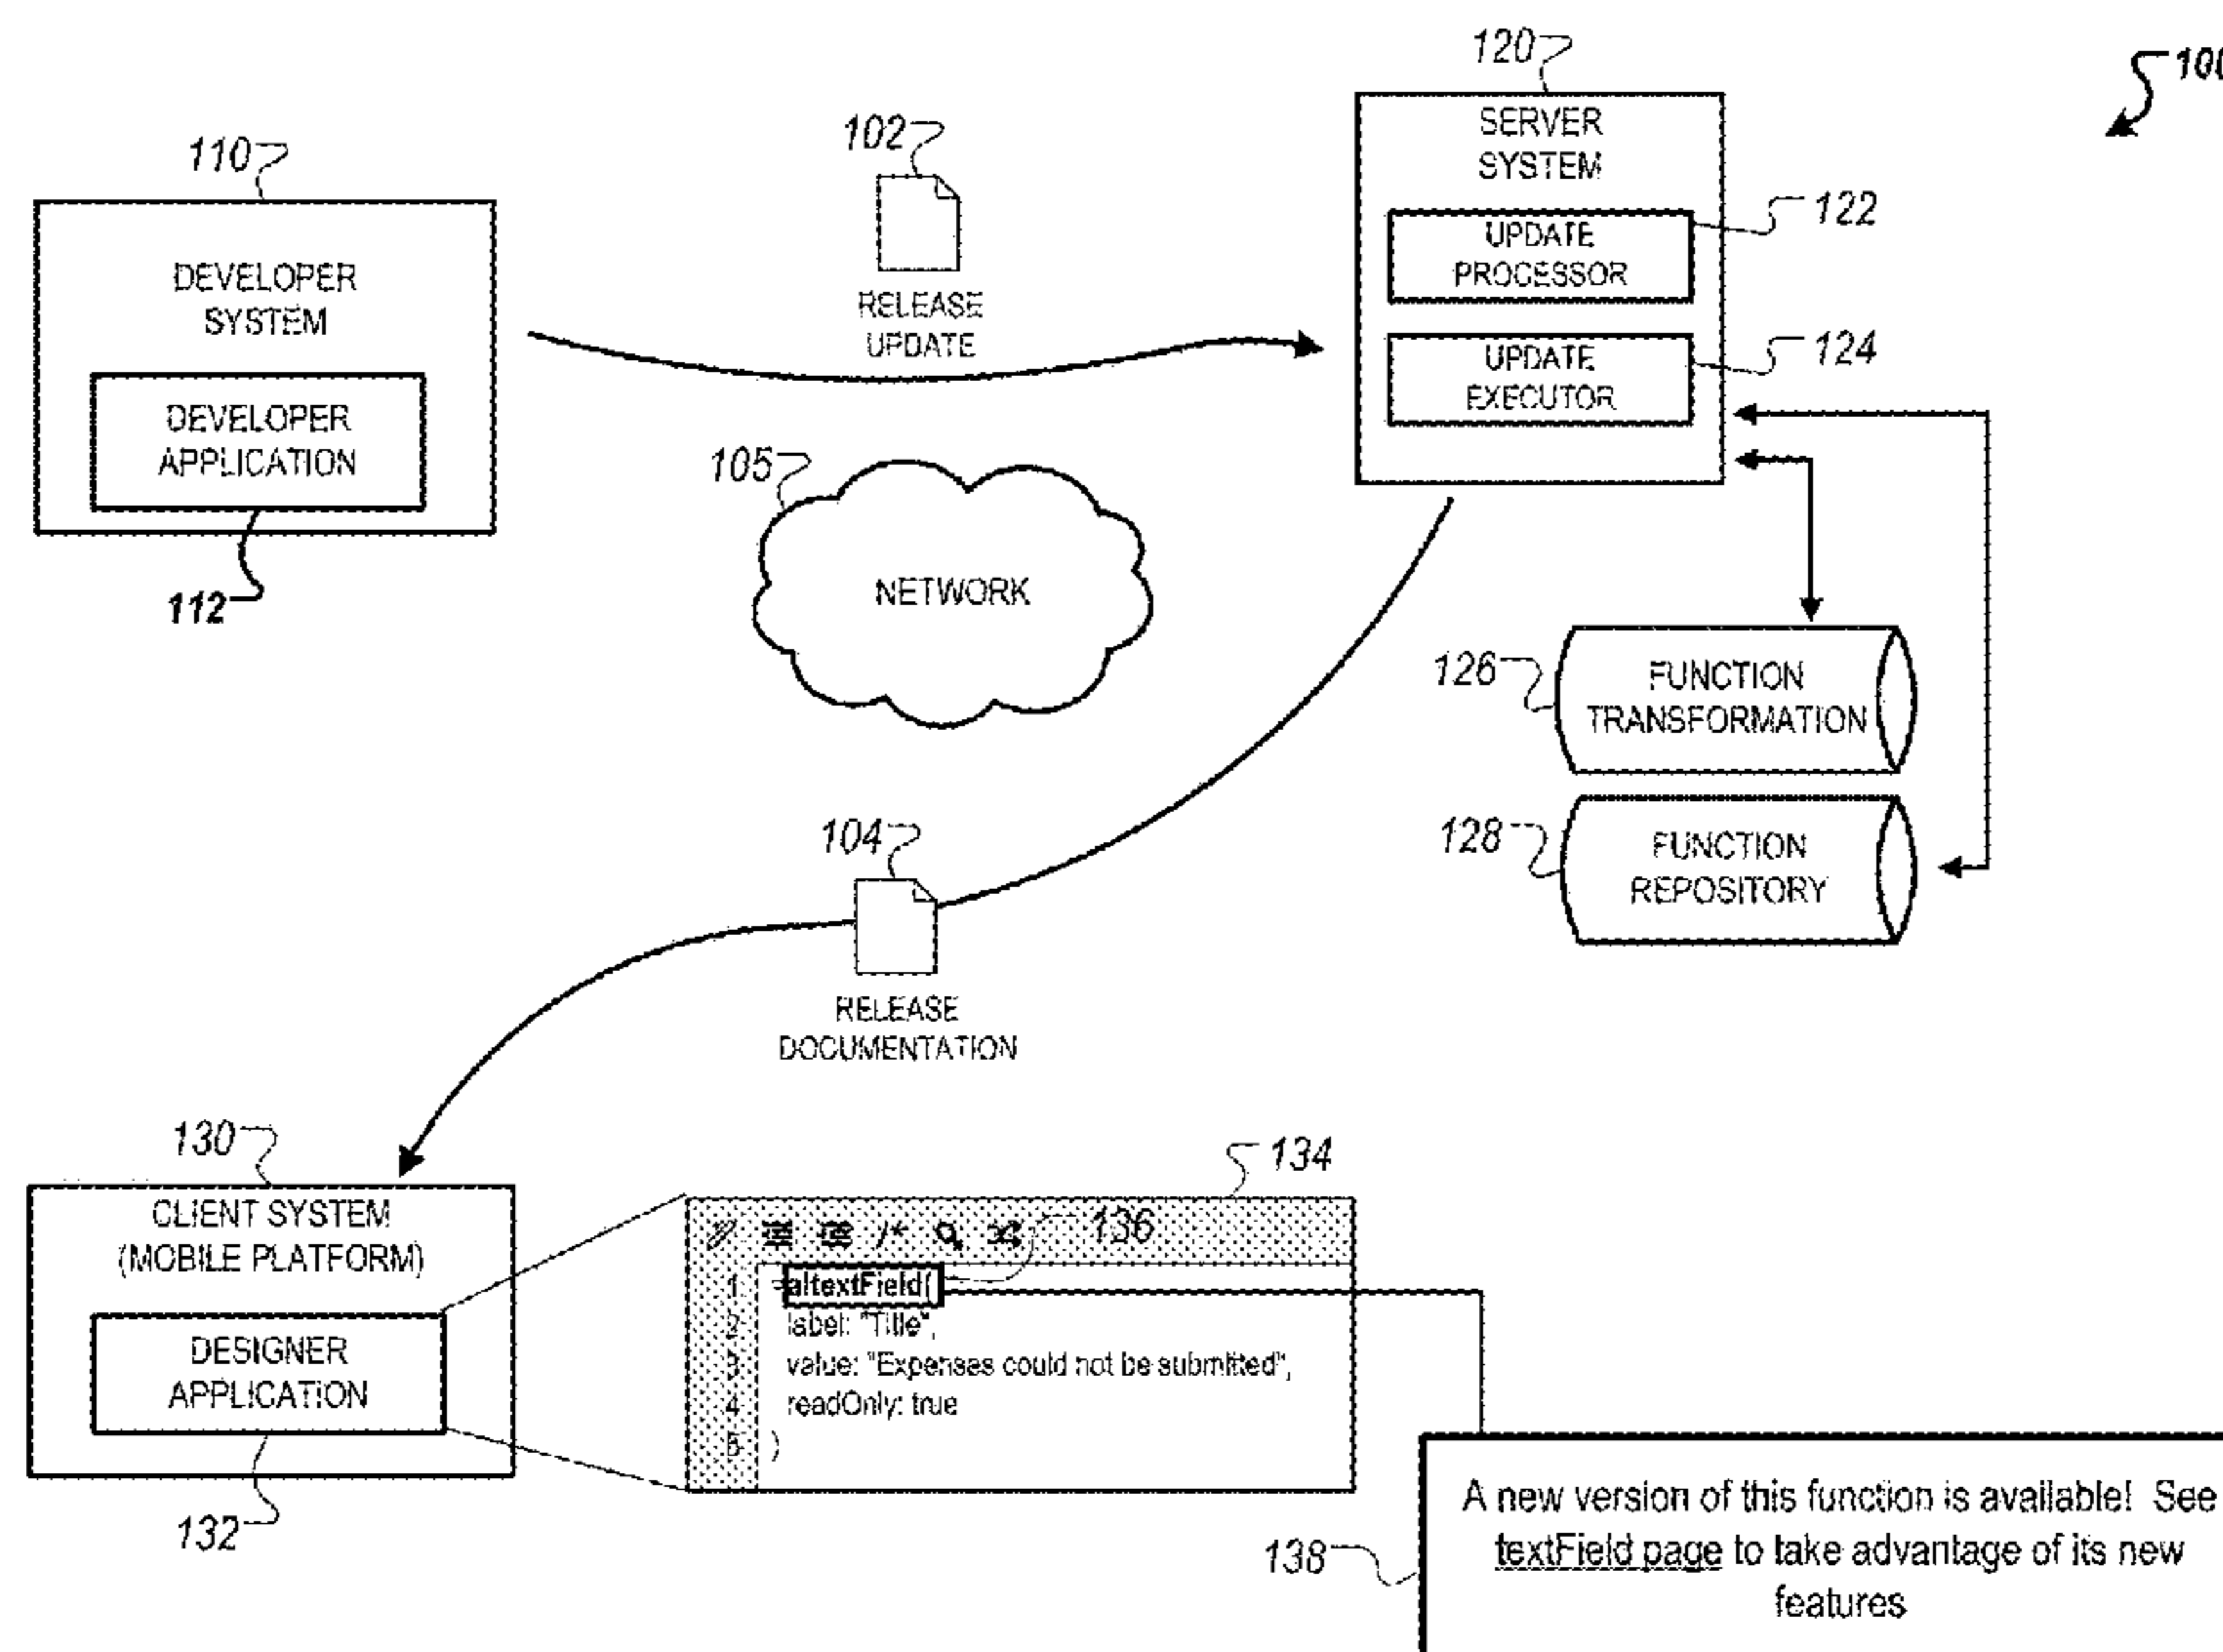 100
120
SERVER
SYSTEM
102
110
122
UPDATE
PROCESSOR
DEVELOPER
SYSTEM
RELEASE
UPDATE
124
UPDATE
EXECUTOR
DEVELOPER
APPLICATION
105
NETWORK
112
126
FUNCTION
TRANSFORMATION
104
128
FUNCTION
REPOSITORY
RELEASE
DOCUMENTATION
130
CLIENT SYSTEM
(MOBILE PLATFORM)
134
/* 136
1 =a!textField(
2 label: "Title",
3 value: "Expenses could not be submitted",
4 readOnly: true
5 )
DESIGNER
APPLICATION
132
138
A new version of this function is available! See
textField page to take advantage of its new
features